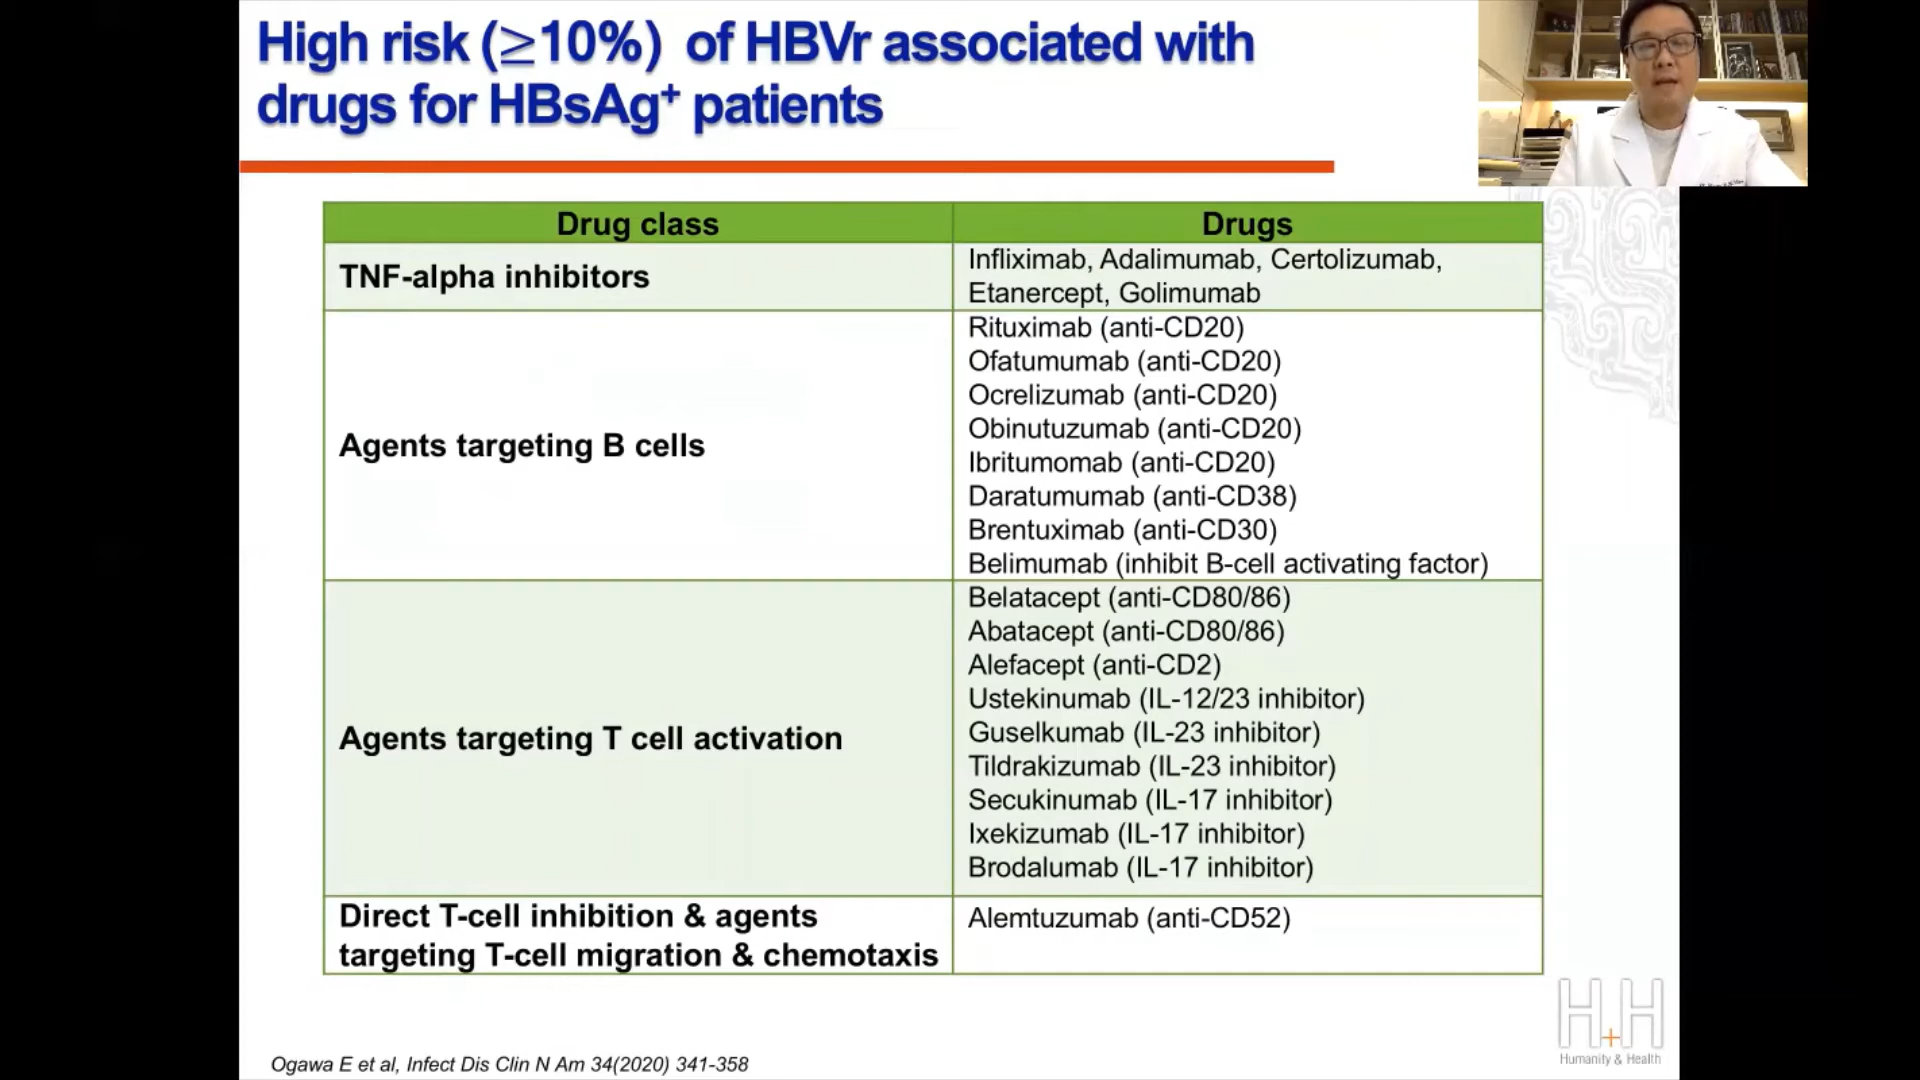 High risk (≥10%) of HBVr associated with
drugs for HBsAg⁺ patients
Drug class
Drugs
TNF-alpha inhibitors
Infliximab, Adalimumab, Certolizumab,
Etanercept, Golimumab
Agents targeting B cells
Rituximab (anti-CD20)
Ofatumumab (anti-CD20)
Ocrelizumab (anti-CD20)
Obinutuzumab (anti-CD20)
Ibritumomab (anti-CD20)
Daratumumab (anti-CD38)
Brentuximab (anti-CD30)
Belimumab (inhibit B-cell activating factor)
Agents targeting T cell activation
Belatacept (anti-CD80/86)
Abatacept (anti-CD80/86)
Alefacept (anti-CD2)
Ustekinumab (IL-12/23 inhibitor)
Guselkumab (IL-23 inhibitor)
Tildrakizumab (IL-23 inhibitor)
Secukinumab (IL-17 inhibitor)
Ixekizumab (IL-17 inhibitor)
Brodalumab (IL-17 inhibitor)
Direct T-cell inhibition & agents
targeting T-cell migration & chemotaxis
Alemtuzumab (anti-CD52)
H+H
Humanity & Health
Ogawa E et al, Infect Dis Clin N Am 34(2020) 341-358